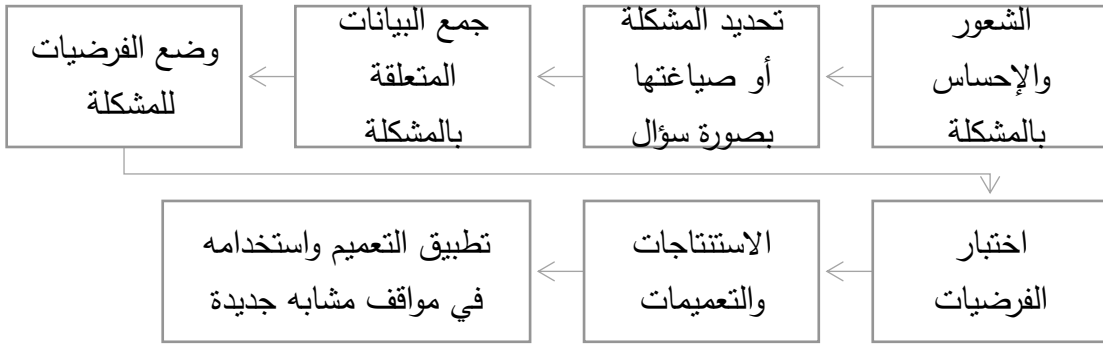 الشعور
والإحساس
بالمشكلة
تحديد المشكلة
أو صياغتها
بصورة سؤال
جمع البيانات
المتعلقة
بالمشكلة
وضع الفرضيات
للمشكلة
اختبار
الفرضيات
الاستنتاجات
والتعميمات
تطبيق التعميم واستخدامه
في مواقف مشابه جديدة